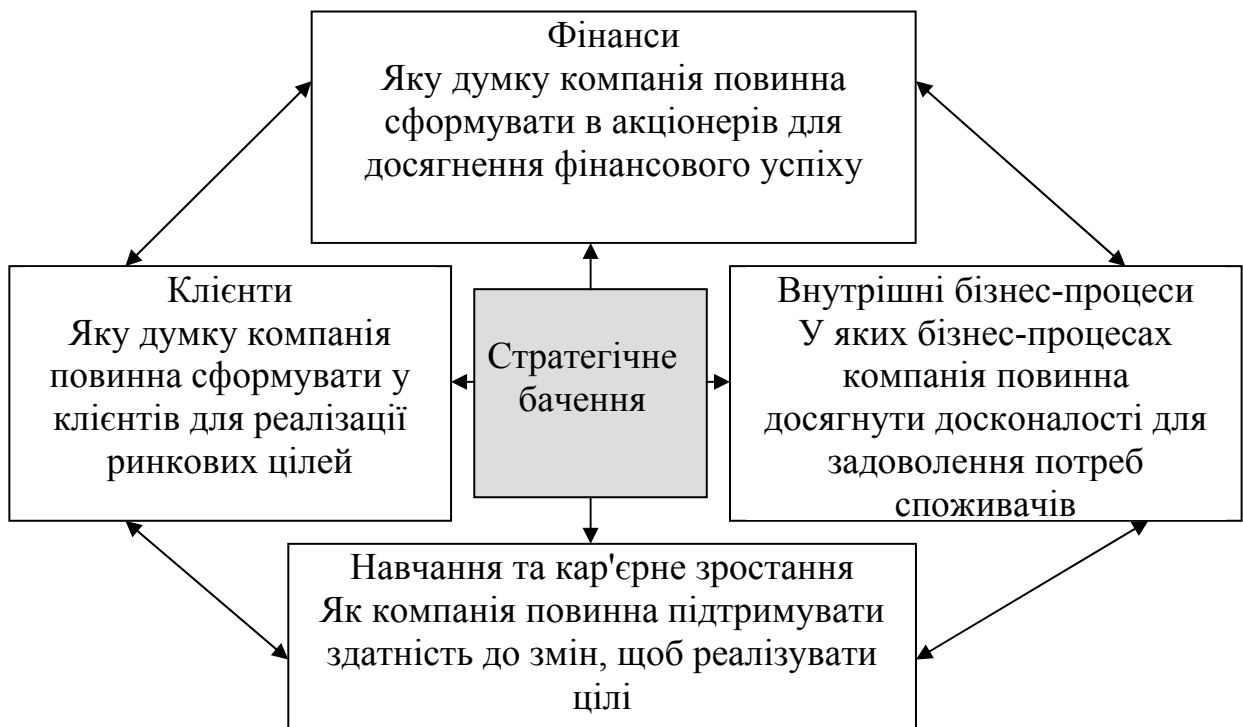 Фінанси
Яку думку компанія повинна
сформувати в акціонерів для
досягнення фінансового успіху
Клієнти
Яку думку компанія
повинна сформувати у
клієнтів для реалізації
ринкових цілей
Стратегічне
бачення
Внутрішні бізнес-процеси
У яких бізнес-процесах
компанія повинна
досягнути досконалості для
задоволення потреб
споживачів
Навчання та кар'єрне зростання
Як компанія повинна підтримувати
здатність до змін, щоб реалізувати
цілі